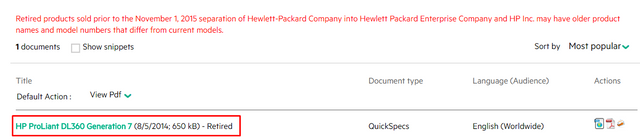 Retired products sold prior to the November 1, 2015 separation of Hewlett-Packard Company into Hewlett Packard Enterprise Company and HP Inc. may have older product
names and model numbers that differ from current models.
1 documents Show snippets Sort by Most popular
Title Document type Language (Audience) Actions
Default Action : View Pdf
HP ProLiant DL360 Generation 7 (8/5/2014; 650 kB) - Retired QuickSpecs English (Worldwide)